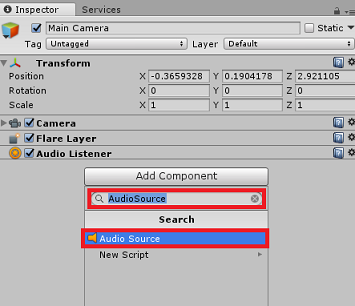 Inspector Services
Main Camera Static
Tag Untagged Layer Default
Transform
Position X -0.3659328 Y 0.1904178 Z 2.921105
Rotation X 0 Y 0 Z 0
Scale X 1 Y 1 Z 1
Camera
Flare Layer
Audio Listener
Add Component
AudioSource
Search
Audio Source
New Script